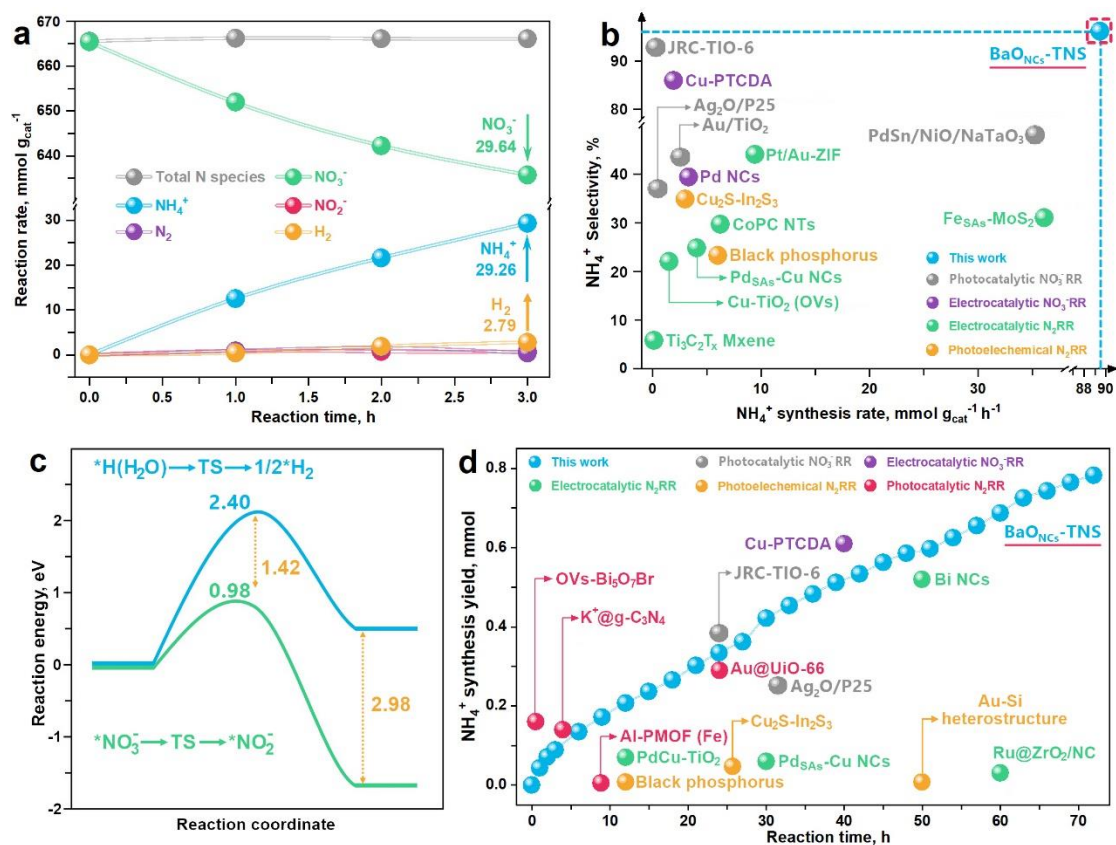 a
670
660
650
640
30
20
10
0
Reaction rate, mmol g_cat⁻¹
NO₃⁻
29.64
Total N species
NO₃⁻
NH₄⁺
NO₂⁻
N₂
H₂
NH₄⁺
29.26
H₂
2.79
0.0 0.5 1.0 1.5 2.0 2.5 3.0
Reaction time, h
b
90
80
50
40
30
20
10
0
NH₄⁺ Selectivity, %
JRC-TIO-6
BaO_NCs-TNS
Cu-PTCDA
Ag₂O/P25
Au/TiO₂
PdSn/NiO/NaTaO₃
Pt/Au-ZIF
Pd NCs
Cu₂S-In₂S₃
Fe_SAs-MoS₂
CoPC NTs
Black phosphorus
Pd_SAs-Cu NCs
Cu-TiO₂ (OVs)
Ti₃C₂Tₓ Mxene
This work
Photocatalytic NO₃⁻RR
Electrocatalytic NO₃⁻RR
Electrocatalytic N₂RR
Photoelechemical N₂RR
0 10 20 30 88 90
NH₄⁺ synthesis rate, mmol g_cat⁻¹ h⁻¹
c
*H(H₂O)→TS→1/2*H₂
2.40
1.42
0.98
2.98
*NO₃⁻→TS→*NO₂⁻
2
1
0
-1
-2
Reaction energy, eV
Reaction coordinate
d
This work
Photocatalytic NO₃⁻RR
Electrocatalytic NO₃⁻RR
Electrocatalytic N₂RR
Photoelechemical N₂RR
Photocatalytic N₂RR
0.8
0.6
0.4
0.2
0.0
NH₄⁺ synthesis yield, mmol
BaO_NCs-TNS
Cu-PTCDA
OVs-Bi₅O₇Br
JRC-TIO-6
Bi NCs
K⁺@g-C₃N₄
Au@UiO-66
Ag₂O/P25
Au-Si
heterostructure
Al-PMOF (Fe)
Cu₂S-In₂S₃
PdCu-TiO₂
Pd_SAs-Cu NCs
Ru@ZrO₂/NC
Black phosphorus
0 10 20 30 40 50 60 70
Reaction time, h